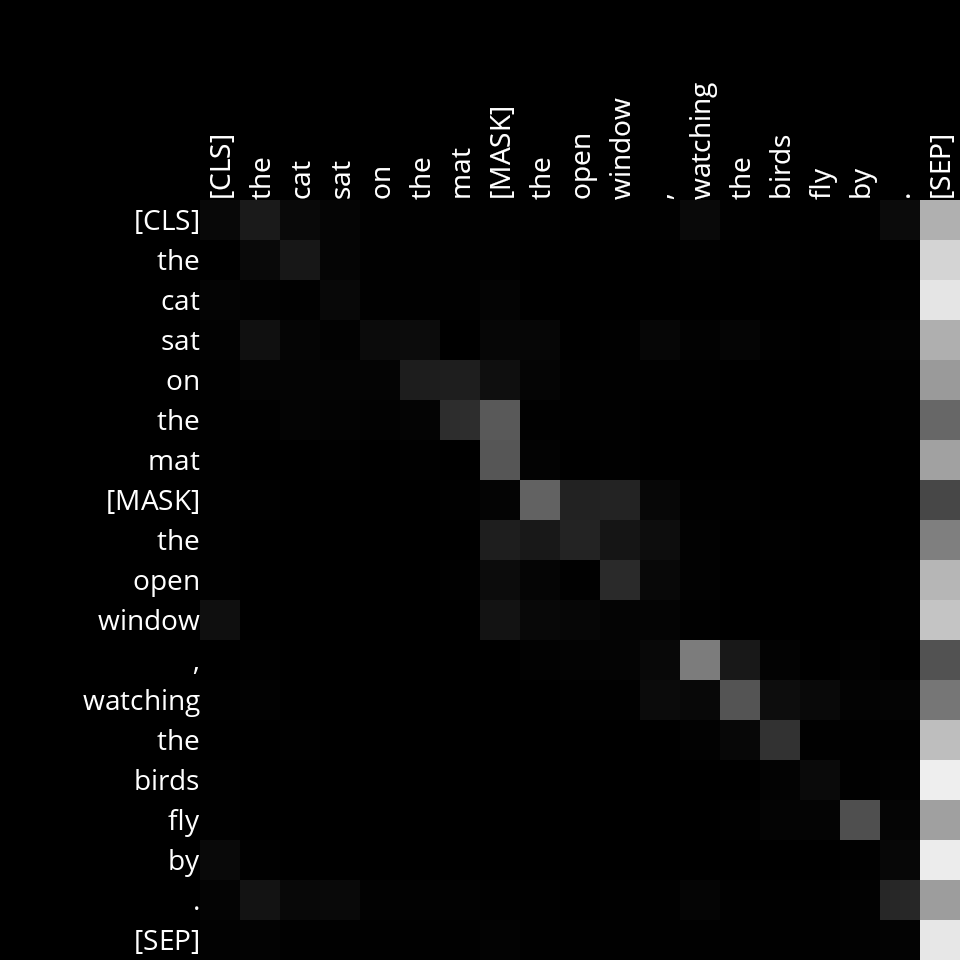 [CLS] the cat sat on the mat [MASK] the open window , watching the birds fly by . [SEP]
[CLS]
the
cat
sat
on
the
mat
[MASK]
the
open
window
,
watching
the
birds
fly
by
.
[SEP]